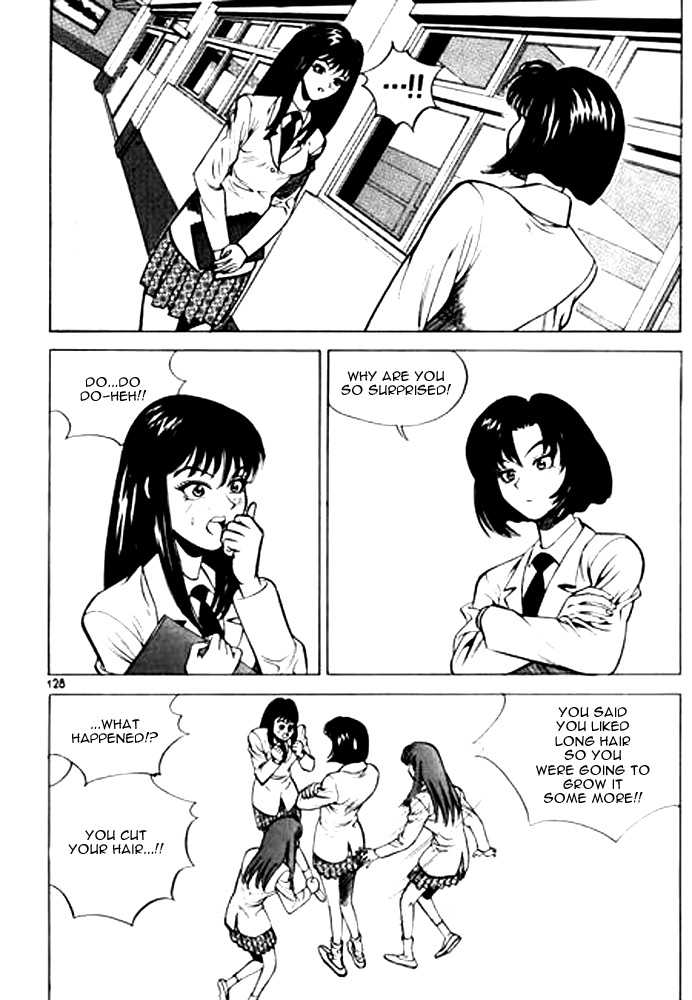 ...!!
DO...DO
DO-HEH!!
WHY ARE YOU
SO SURPRISED!
128
...WHAT
HAPPENED!?
YOU SAID
YOU LIKED
LONG HAIR
SO YOU
WERE GOING TO
GROW IT
SOME MORE!!
YOU CUT
YOUR HAIR...!!